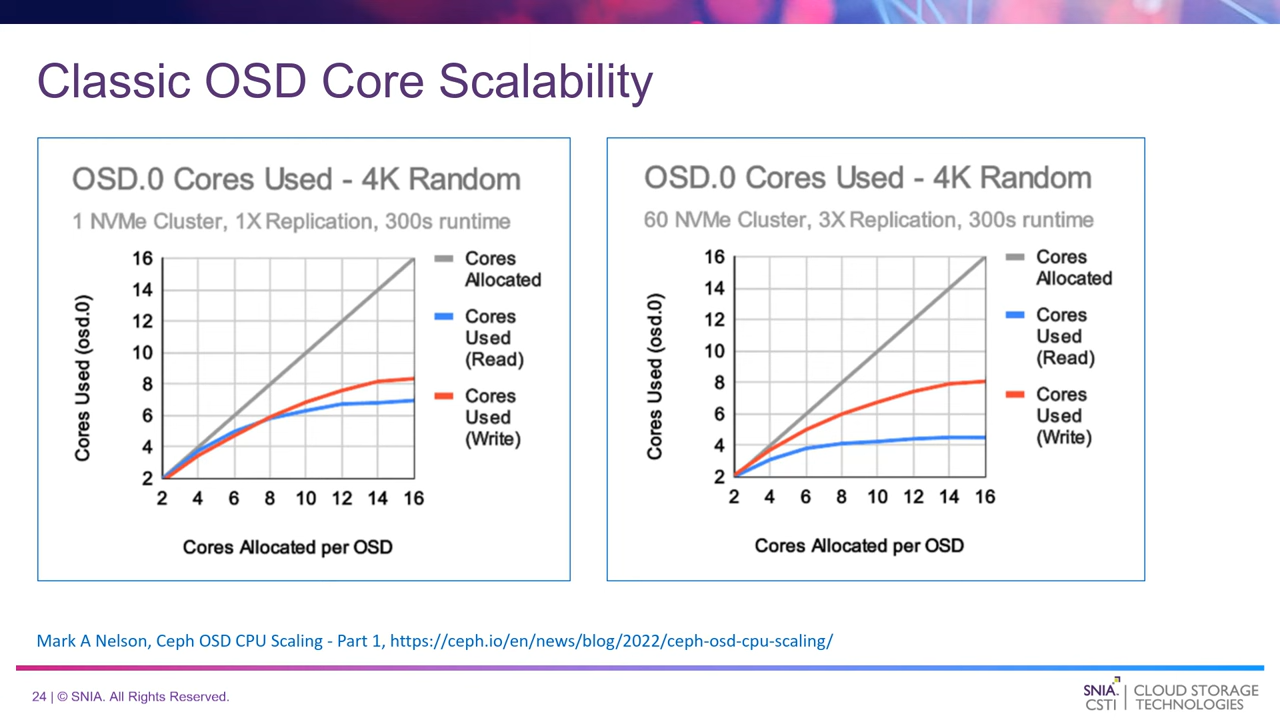 Classic OSD Core Scalability
OSD.0 Cores Used - 4K Random
1 NVMe Cluster, 1X Replication, 300s runtime
16
14
12
10
8
6
4
2
Cores Used (osd.0)
2 4 6 8 10 12 14 16
Cores Allocated per OSD
Cores
Allocated
Cores
Used
(Read)
Cores
Used
(Write)
OSD.0 Cores Used - 4K Random
60 NVMe Cluster, 3X Replication, 300s runtime
16
14
12
10
8
6
4
2
Cores Used (osd.0)
2 4 6 8 10 12 14 16
Cores Allocated per OSD
Cores
Allocated
Cores
Used
(Read)
Cores
Used
(Write)
Mark A Nelson, Ceph OSD CPU Scaling - Part 1, https://ceph.io/en/news/blog/2022/ceph-osd-cpu-scaling/
24 | © SNIA. All Rights Reserved.
SNIA.
CSTI
CLOUD STORAGE
TECHNOLOGIES